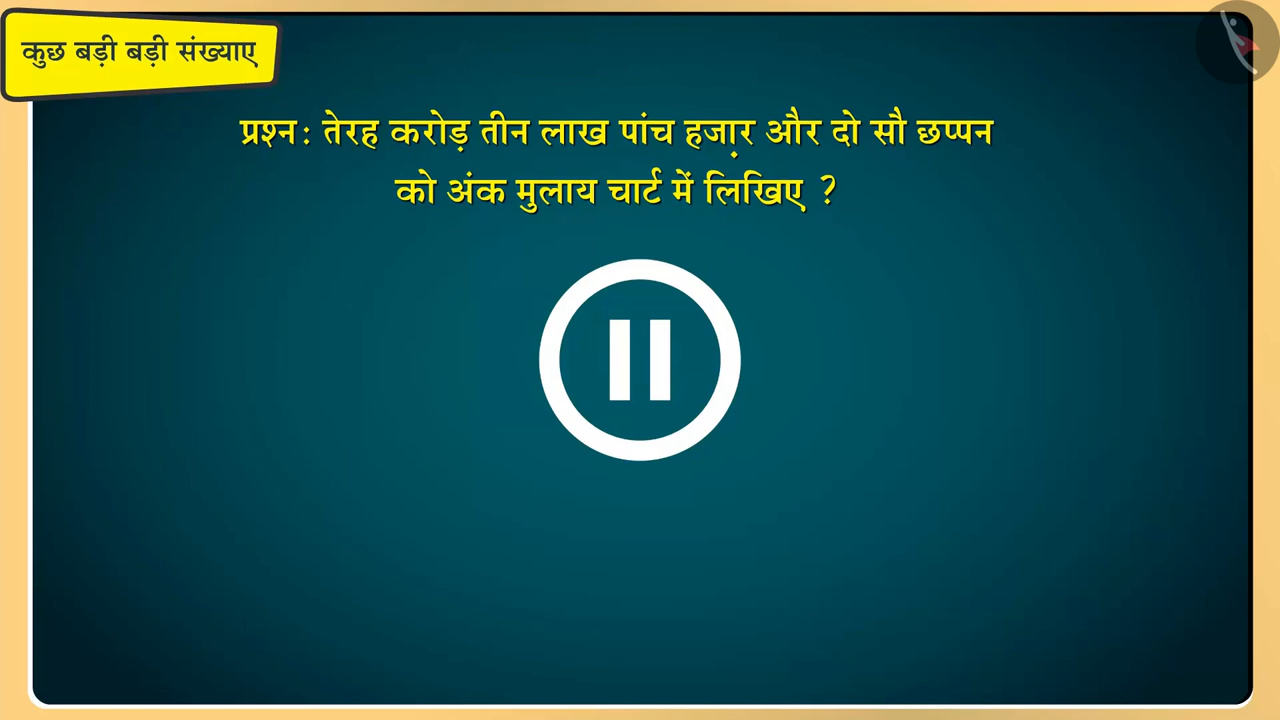 कुछ बड़ी बड़ी संख्याए
प्रश्न: तेरह करोड़ तीन लाख पांच हजा़र और दो सौ छप्पन
को अंक मुलाय चार्ट में लिखिए ?